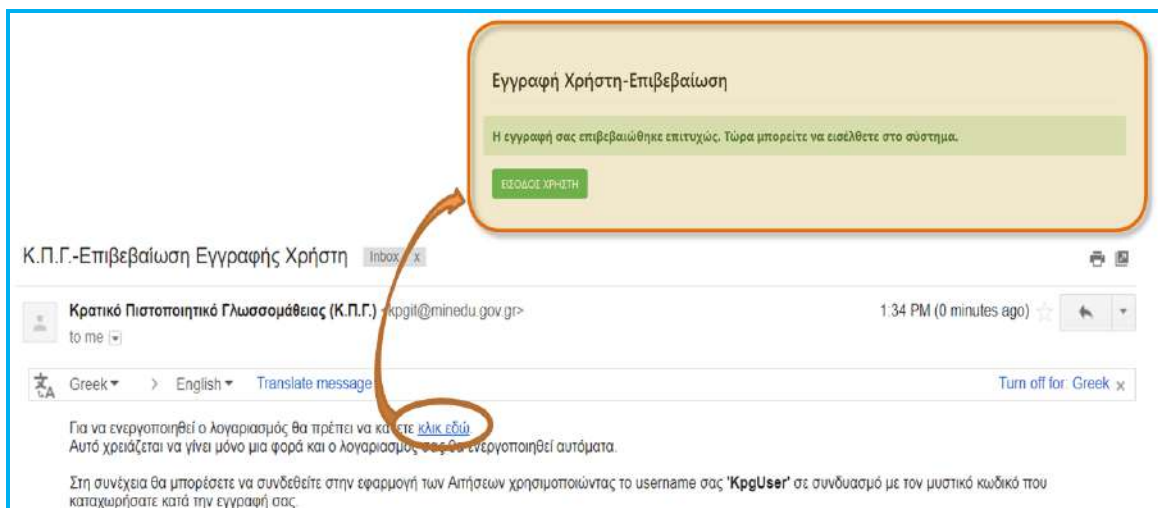 Εγγραφή Χρήστη-Επιβεβαίωση
Η εγγραφή σας επιβεβαιώθηκε επιτυχώς. Τώρα μπορείτε να εισέλθετε στο σύστημα.
ΕΙΣΟΔΟΣ ΧΡΗΣΤΗ
Κ.Π.Γ.-Επιβεβαίωση Εγγραφής Χρήστη Inbox x
Κρατικό Πιστοποιητικό Γλωσσομάθειας (Κ.Π.Γ.) <kpgit@minedu.gov.gr> 1:34 PM (0 minutes ago)
to me
Greek > English Translate message Turn off for: Greek x
Για να ενεργοποιηθεί ο λογαριασμός θα πρέπει να κάνετε κλικ εδώ.
Αυτό χρειάζεται να γίνει μόνο μια φορά και ο λογαριασμός σας θα ενεργοποιηθεί αυτόματα.
Στη συνέχεια θα μπορέσετε να συνδεθείτε στην εφαρμογή των Αιτήσεων χρησιμοποιώντας το username σας 'KpgUser' σε συνδυασμό με τον μυστικό κωδικό που
καταχωρήσατε κατά την εγγραφή σας.